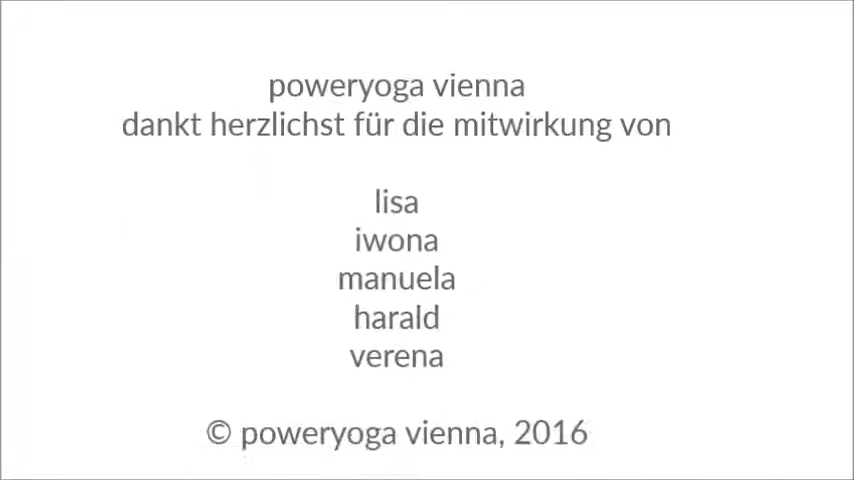 poweryoga vienna
dankt herzlichst für die mitwirkung von
lisa
iwona
manuela
harald
verena
© poweryoga vienna, 2016